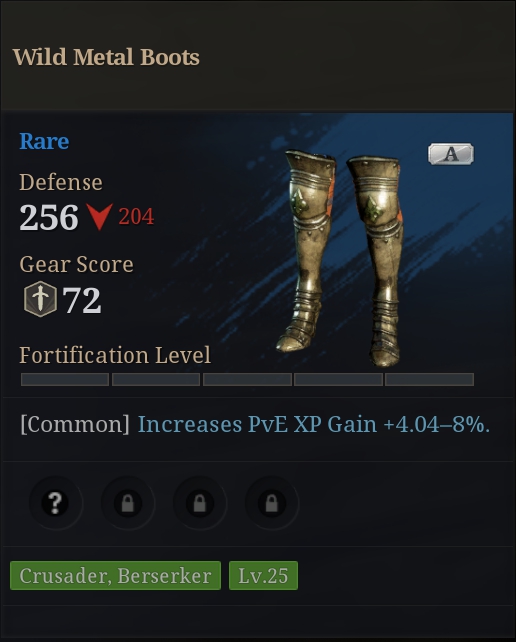 Wild Metal Boots
Rare
A
Defense
256 204
Gear Score
72
Fortification Level
[Common] Increases PvE XP Gain +4.04–8%.
?
Crusader, Berserker Lv.25